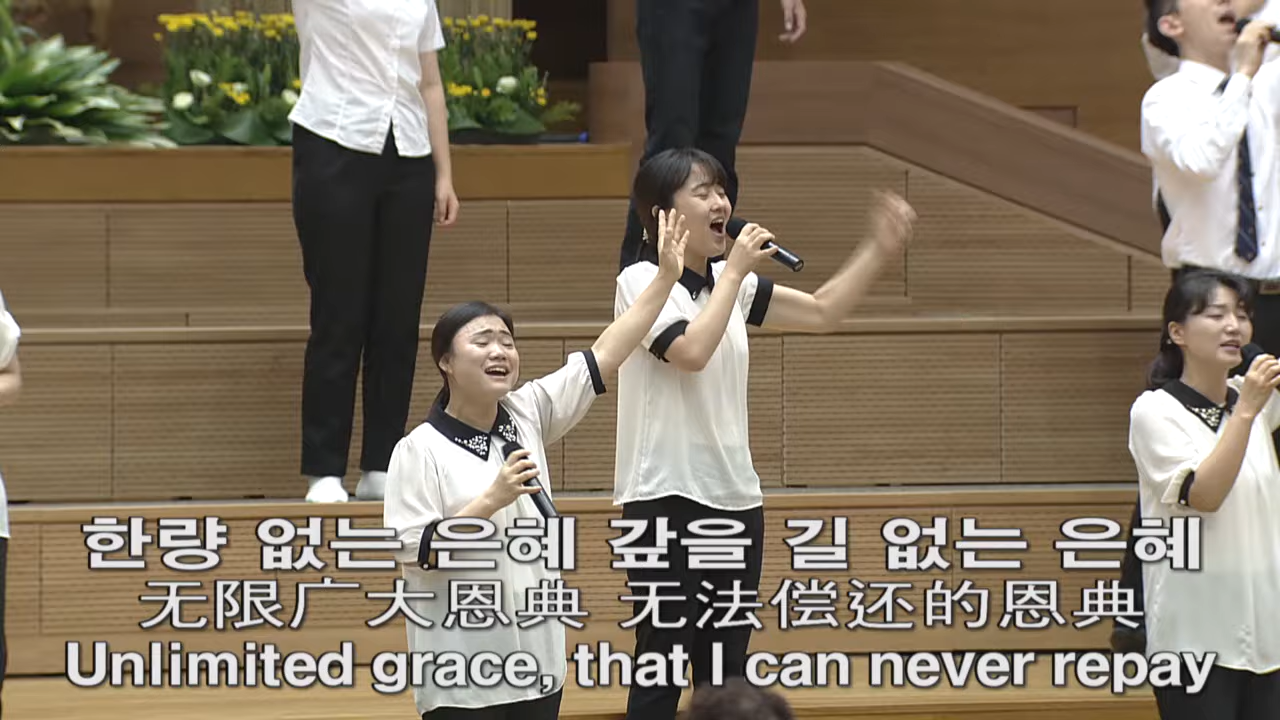 한량 없는 은혜 갚을 길 없는 은혜
无限广大恩典 无法偿还的恩典
Unlimited grace, that I can never repay